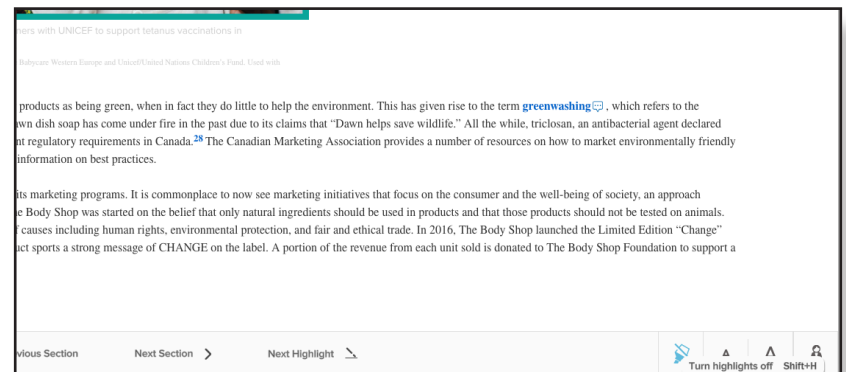 ners with UNICEF to support tetanus vaccinations in
Babycare Western Europe and Unicef/United Nations Children's Fund. Used with
products as being green, when in fact they do little to help the environment. This has given rise to the term greenwashing , which refers to the
wn dish soap has come under fire in the past due to its claims that “Dawn helps save wildlife.” All the while, triclosan, an antibacterial agent declared
nt regulatory requirements in Canada.28 The Canadian Marketing Association provides a number of resources on how to market environmentally friendly
information on best practices.
its marketing programs. It is commonplace to now see marketing initiatives that focus on the consumer and the well-being of society, an approach
e Body Shop was started on the belief that only natural ingredients should be used in products and that those products should not be tested on animals.
f causes including human rights, environmental protection, and fair and ethical trade. In 2016, The Body Shop launched the Limited Edition “Change”
uct sports a strong message of CHANGE on the label. A portion of the revenue from each unit sold is donated to The Body Shop Foundation to support a
vious Section Next Section Next Highlight A A
Turn highlights off Shift+H